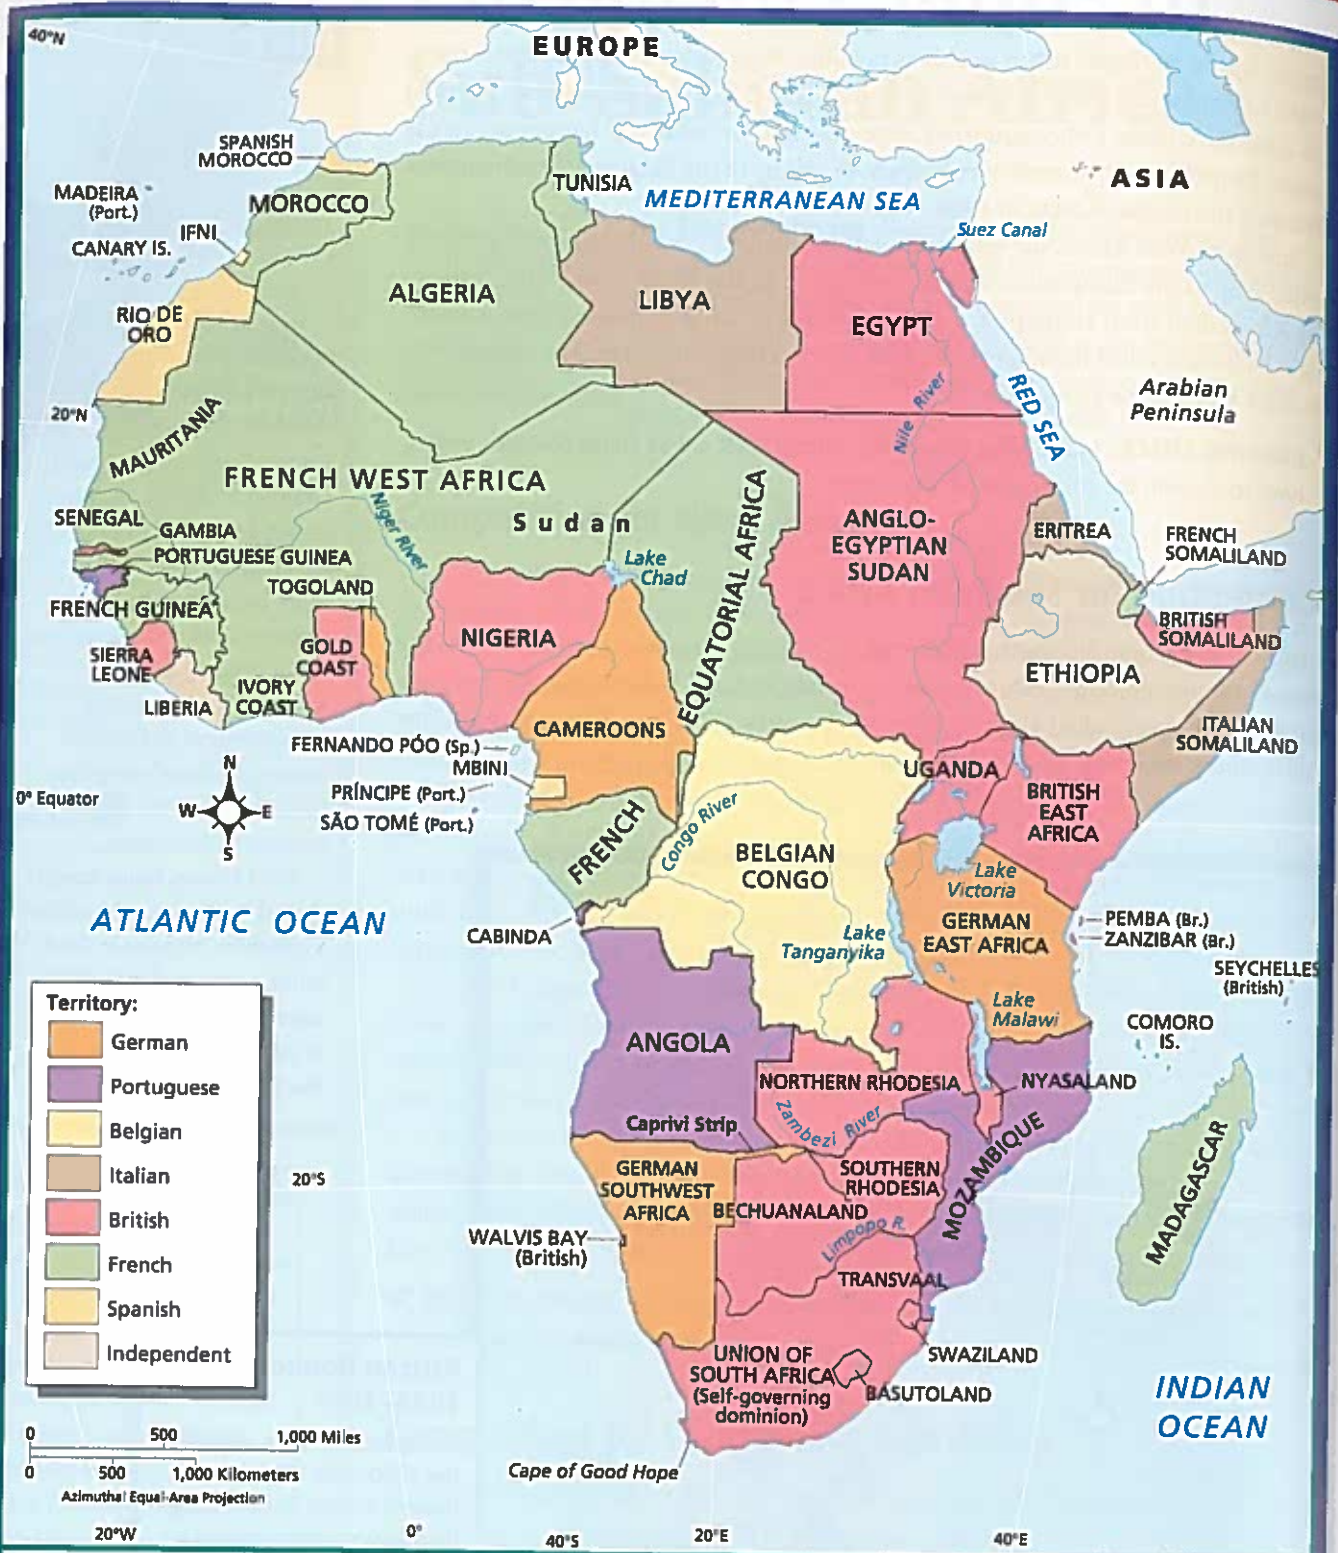 40°N
EUROPE
SPANISH
MOROCCO
ASIA
MADEIRA
(Port.)
MOROCCO
TUNISIA
MEDITERRANEAN SEA
IFNI
CANARY IS.
Suez Canal
ALGERIA
LIBYA
EGYPT
RIO DE
ORO
Arabian
Peninsula
RED SEA
20°N
MAURITANIA
Nile River
FRENCH WEST AFRICA
Sudan
Niger River
SENEGAL
GAMBIA
PORTUGUESE GUINEA
TOGOLAND
FRENCH GUINEA
Lake
Chad
EQUATORIAL AFRICA
ANGLO-
EGYPTIAN
SUDAN
ERITREA
FRENCH
SOMALILAND
BRITISH
SOMALILAND
SIERRA
LEONE
GOLD
COAST
NIGERIA
ETHIOPIA
LIBERIA
IVORY
COAST
ITALIAN
SOMALILAND
CAMEROONS
FERNANDO PÓO (Sp.)
MBINI
PRÍNCIPE (Port.)
SÃO TOMÉ (Port.)
N
W
E
S
0° Equator
UGANDA
BRITISH
EAST
AFRICA
FRENCH
Congo River
BELGIAN
CONGO
Lake
Victoria
ATLANTIC OCEAN
CABINDA
Lake
Tanganyika
GERMAN
EAST AFRICA
PEMBA (Br.)
ZANZIBAR (Br.)
SEYCHELLES
(British)
Lake
Malawi
COMORO
IS.
Territory:
German
Portuguese
Belgian
Italian
British
French
Spanish
Independent
ANGOLA
NORTHERN RHODESIA
NYASALAND
Caprivi Strip
Zambezi River
MOZAMBIQUE
MADAGASCAR
20°S
GERMAN
SOUTHWEST
AFRICA
SOUTHERN
RHODESIA
BECHUANALAND
WALVIS BAY
(British)
Limpopo R.
TRANSVAAL
SWAZILAND
UNION OF
SOUTH AFRICA
(Self-governing
dominion)
BASUTOLAND
INDIAN
OCEAN
0 500 1,000 Miles
0 500 1,000 Kilometers
Azimuthal Equal-Area Projection
Cape of Good Hope
20°W
0°
40°S
20°E
40°E